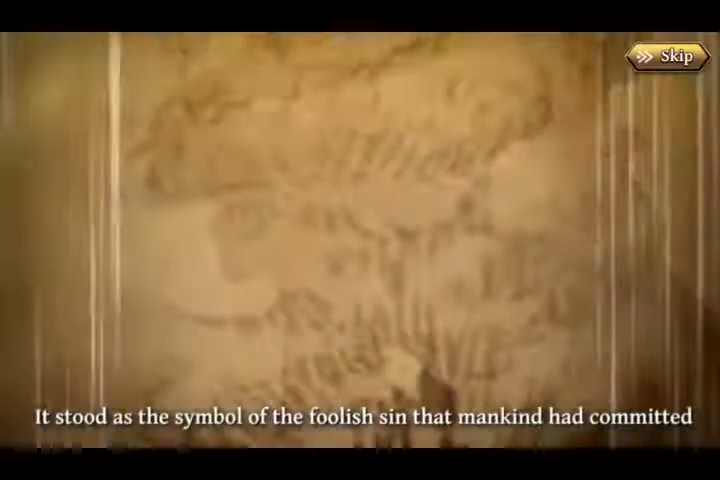 Skip
It stood as the symbol of the foolish sin that mankind had committed